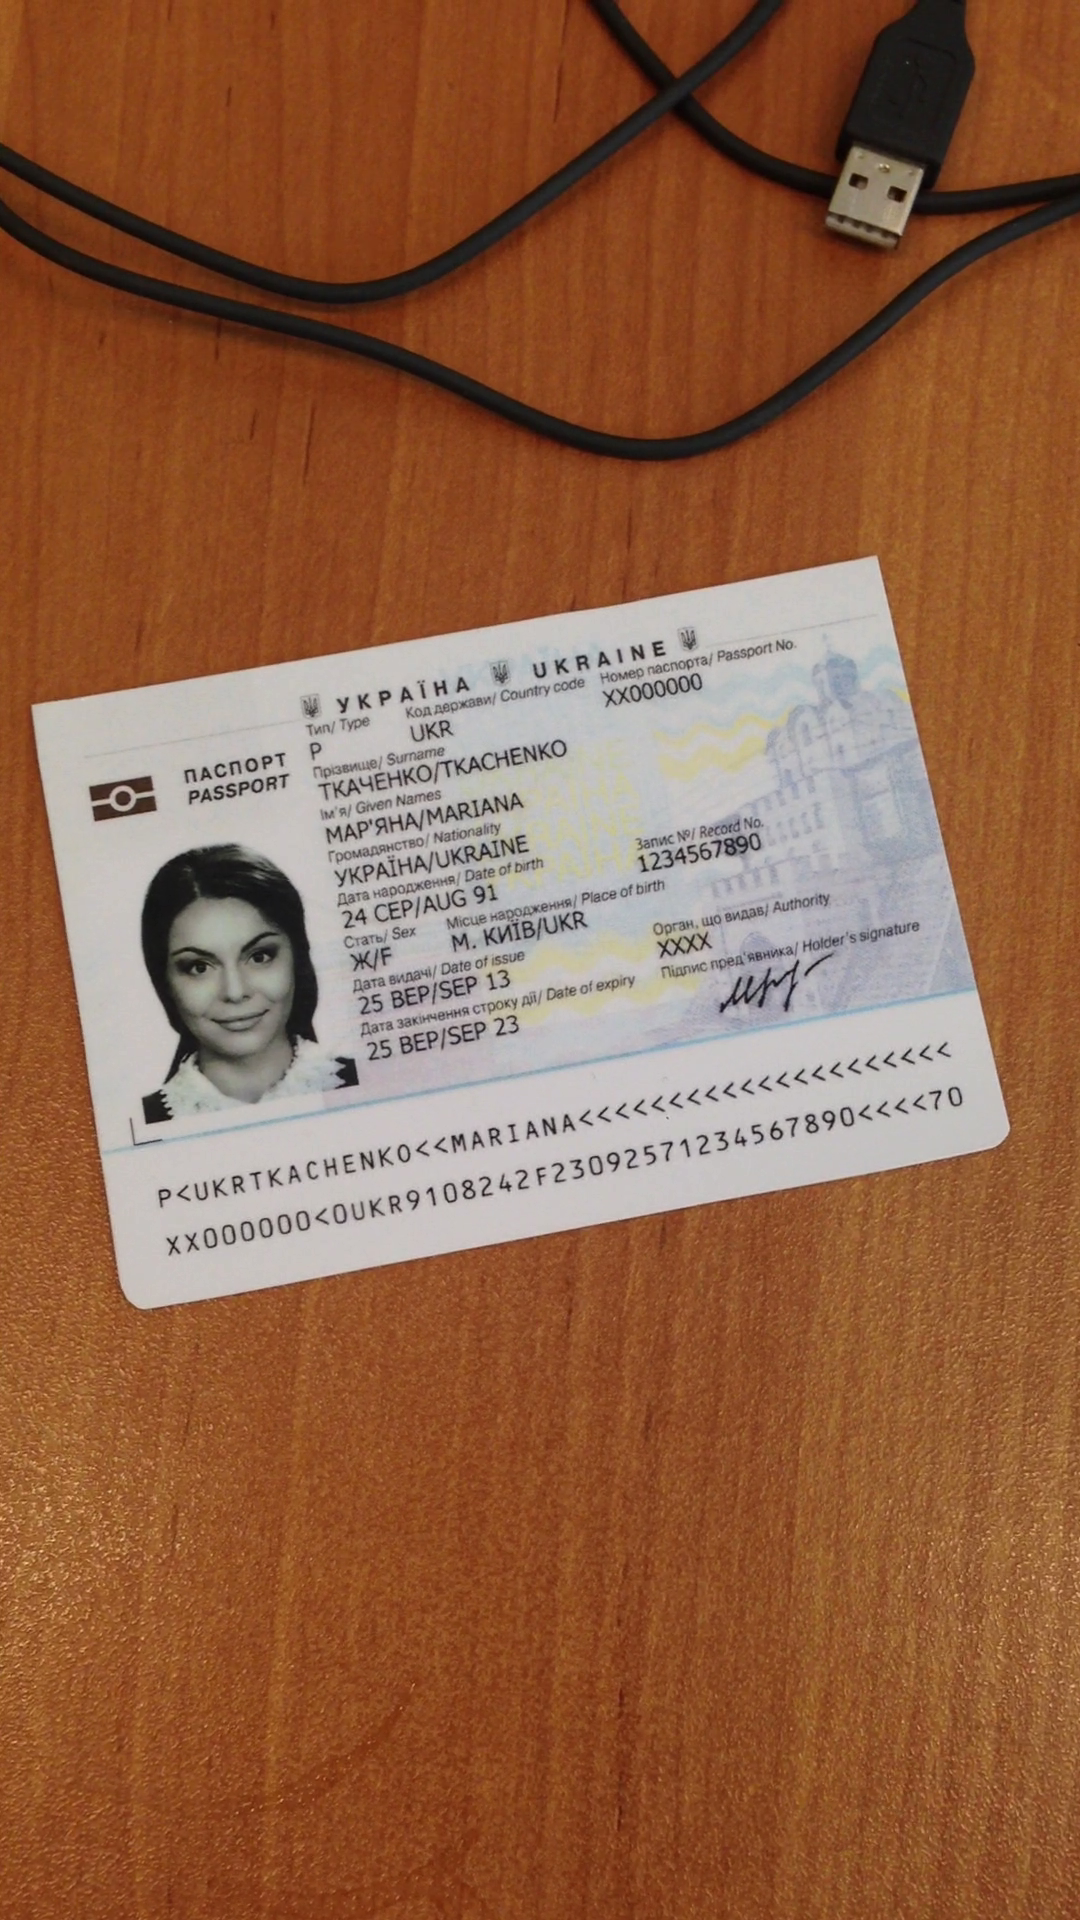 УКРАЇНА UKRAINE
ПАСПОРТ
PASSPORT
Тип/ Type Код держави/ Country code Номер паспорта/ Passport No.
P UKR XX000000
Прізвище/ Surname
ТКАЧЕНКО/TKACHENKO
Ім'я/ Given Names
МАР'ЯНА/MARIANA
Громадянство/ Nationality
УКРАЇНА/UKRAINE
Дата народження/ Date of birth Запис №/ Record No.
24 СЕР/AUG 91 1234567890
Стать/ Sex Місце народження/ Place of birth
Ж/F М. КИЇВ/UKR
Дата видачі/ Date of issue Орган, що видав/ Authority
25 ВЕР/SEP 13 XXXX
Дата закінчення строку дії/ Date of expiry Підпис пред'явника/ Holder's signature
25 ВЕР/SEP 23
P<UKRTKACHENKO<<MARIANA<<<<<<<<<<<<<<<<<<<<<
XX000000<0UKR9108242F23092571234567890<<<<70